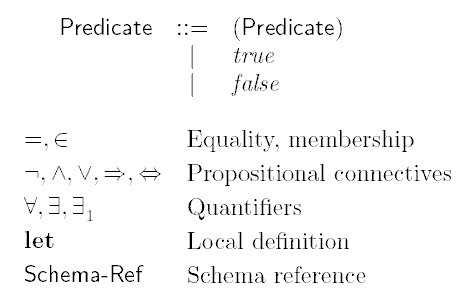 Predicate ::= (Predicate)
| true
| false
=, ∈ Equality, membership
¬, ∧, ∨, ⇒, ⇔ Propositional connectives
∀, ∃, ∃₁ Quantifiers
let Local definition
Schema-Ref Schema reference